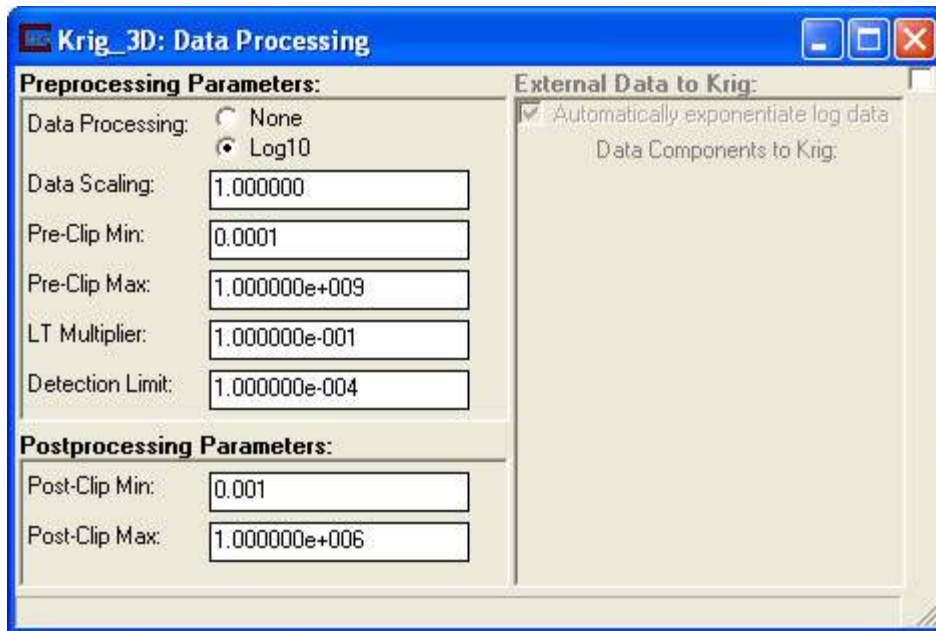 Krig_3D: Data Processing
Preprocessing Parameters:
Data Processing:
None
Log10
Data Scaling:
1.000000
Pre-Clip Min:
0.0001
Pre-Clip Max:
1.000000e+009
LT Multiplier:
1.000000e-001
Detection Limit:
1.000000e-004
Postprocessing Parameters:
Post-Clip Min:
0.001
Post-Clip Max:
1.000000e+006
External Data to Krig:
Automatically exponentiate log data
Data Components to Krig: